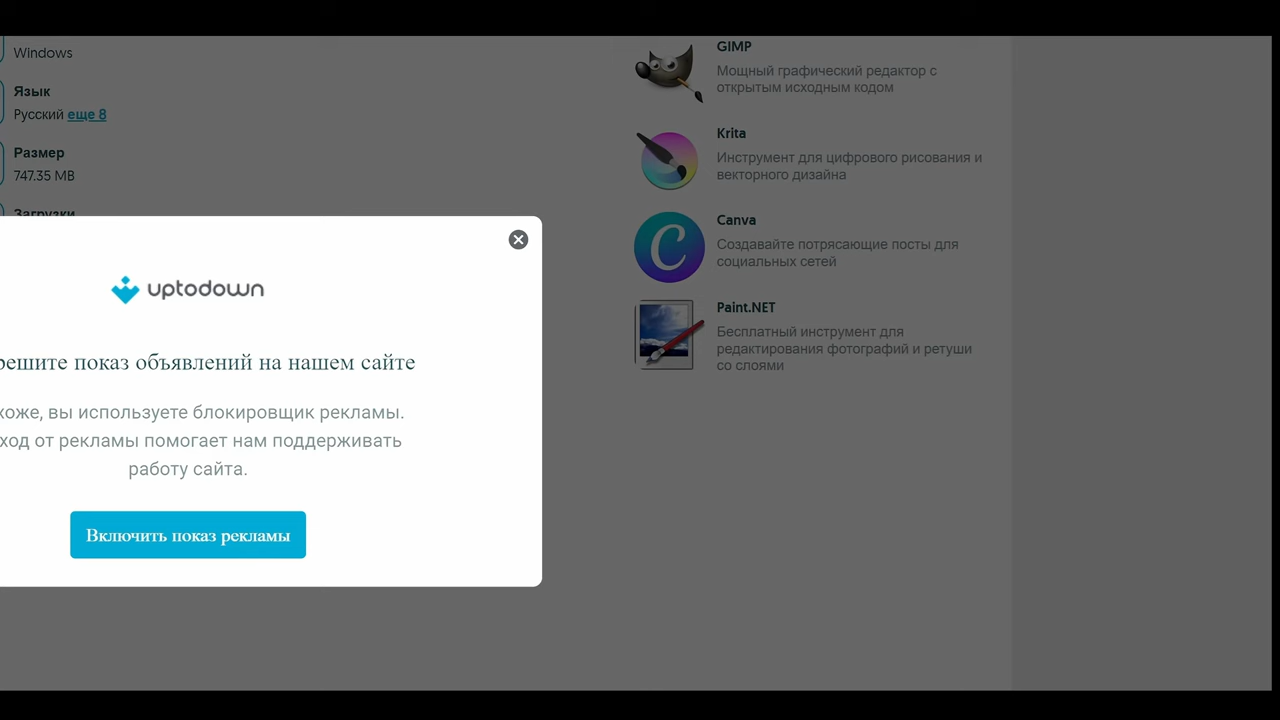 Windows
Язык
Русский еще 8
Размер
747.35 MB
Загрузки
GIMP
Мощный графический редактор с
открытым исходным кодом
Krita
Инструмент для цифрового рисования и
векторного дизайна
Canva
Создавайте потрясающие посты для
социальных сетей
Paint.NET
Бесплатный инструмент для
редактирования фотографий и ретуши
со слоями
uptodown
решите показ объявлений на нашем сайте
хоже, вы используете блокировщик рекламы.
ход от рекламы помогает нам поддерживать
работу сайта.
Включить показ рекламы